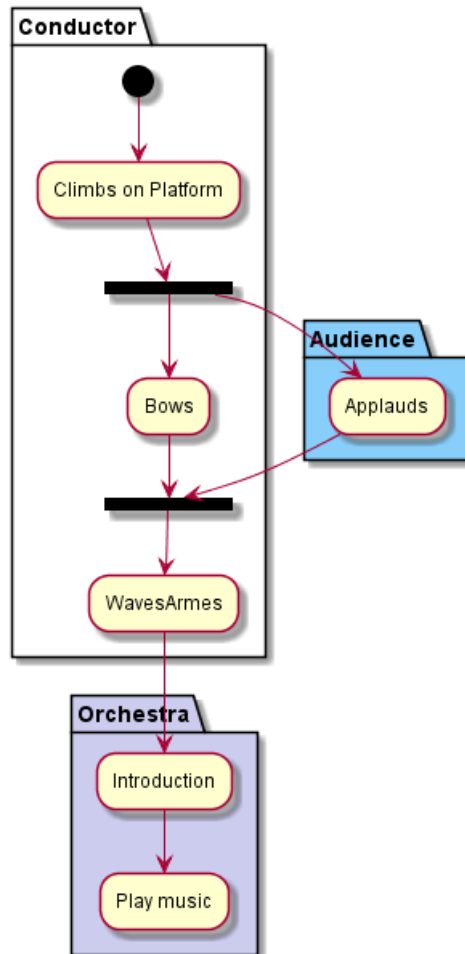 Conductor
Climbs on Platform
Audience
Bows
Applauds
WavesArmes
Orchestra
Introduction
Play music